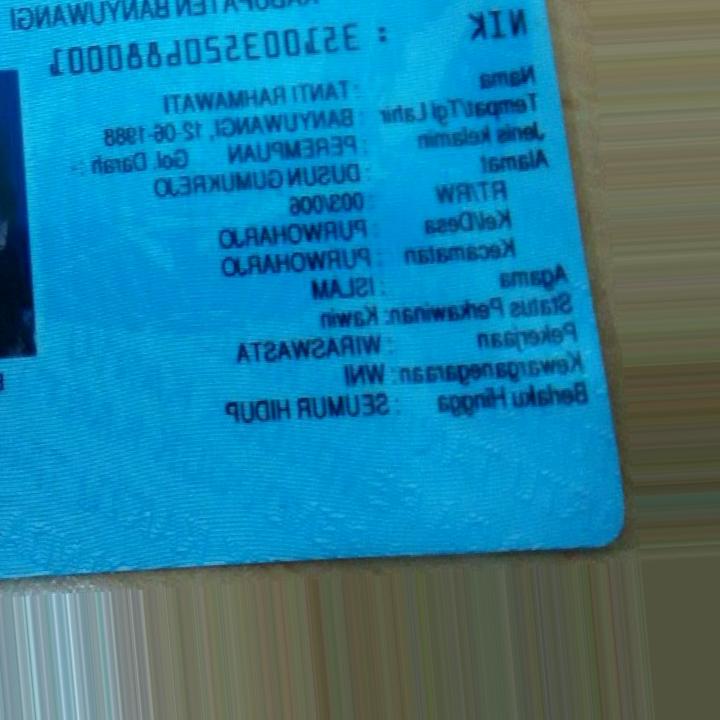 KABUPATEN BANYUWANGI
NIK : 3510035206880001
Nama : TANTI RAHMAWATI
Tempat/Tgl Lahir : BANYUWANGI, 12-06-1988
Jenis kelamin : PEREMPUAN Gol. Darah : -
Alamat : DUSUN GUMUKREJO
RT/RW : 003/006
Kel/Desa : PURWOHARJO
Kecamatan : PURWOHARJO
Agama : ISLAM
Status Perkawinan: Kawin
Pekerjaan : WIRASWASTA
Kewarganegaraan: WNI
Berlaku Hingga : SEUMUR HIDUP